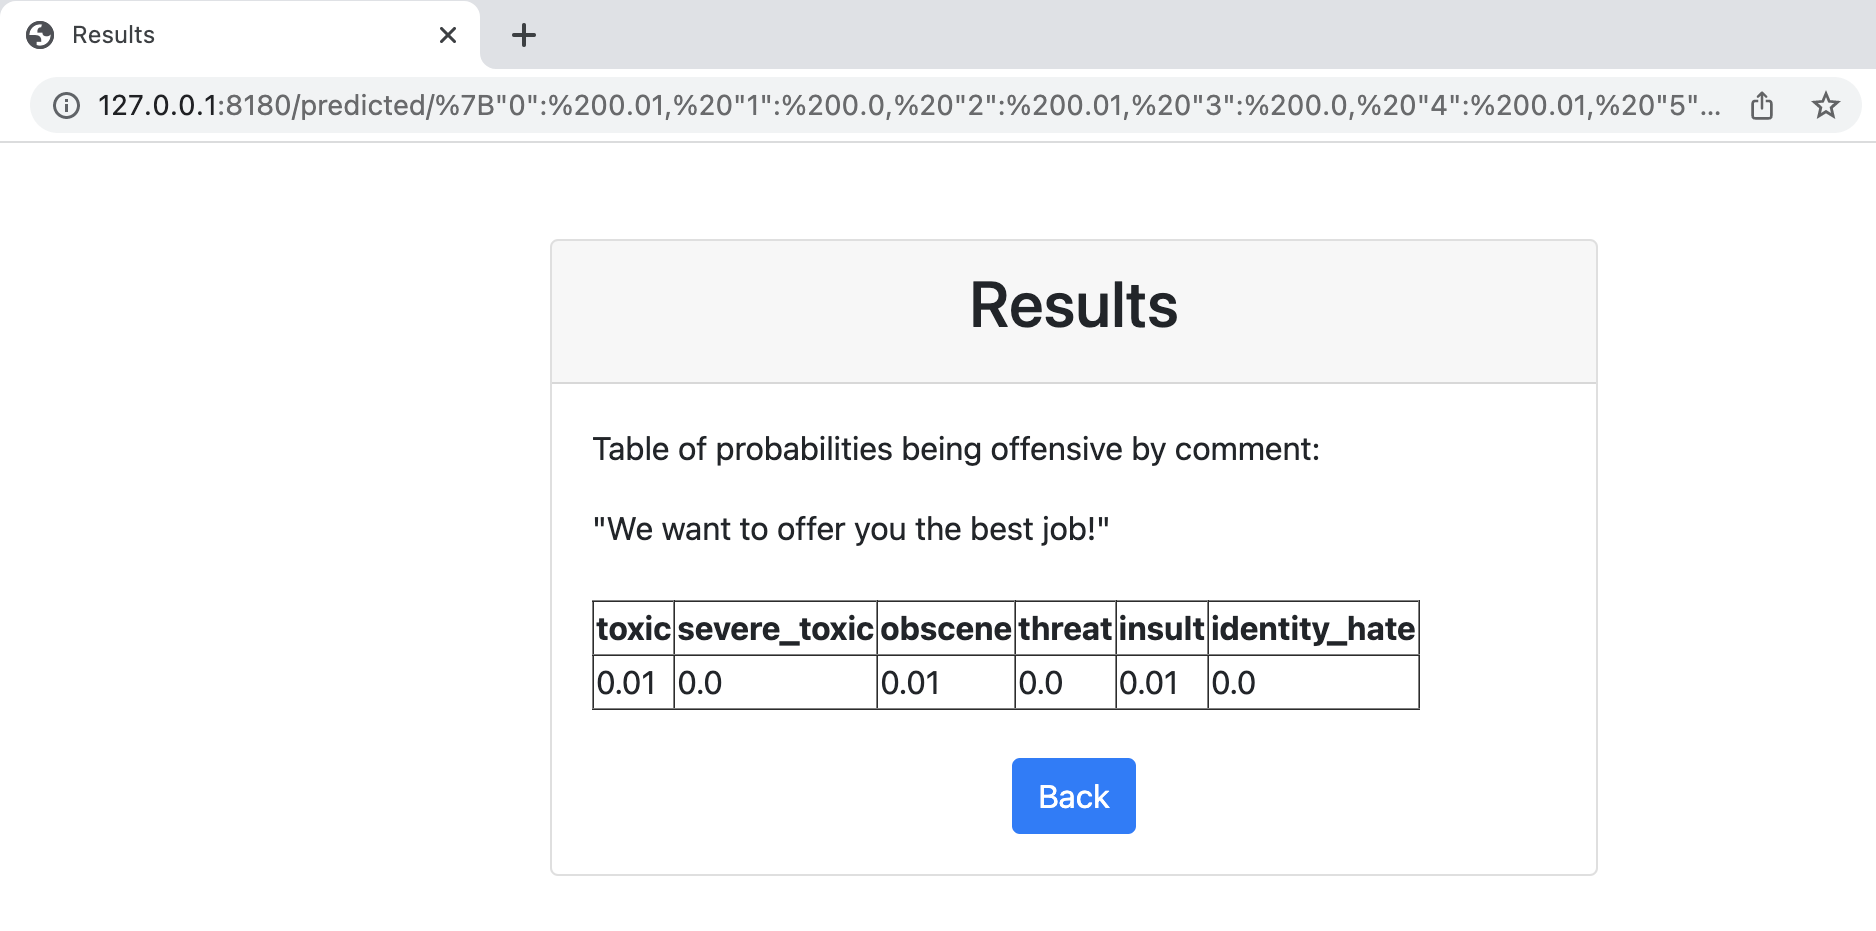 Results
127.0.0.1:8180/predicted/%7B"0":%200.01,%20"1":%200.0,%20"2":%200.01,%20"3":%200.0,%20"4":%200.01,%20"5"...
Results
Table of probabilities being offensive by comment:
"We want to offer you the best job!"
toxic severe_toxic obscene threat insult identity_hate
0.01 0.0 0.01 0.0 0.01 0.0
Back